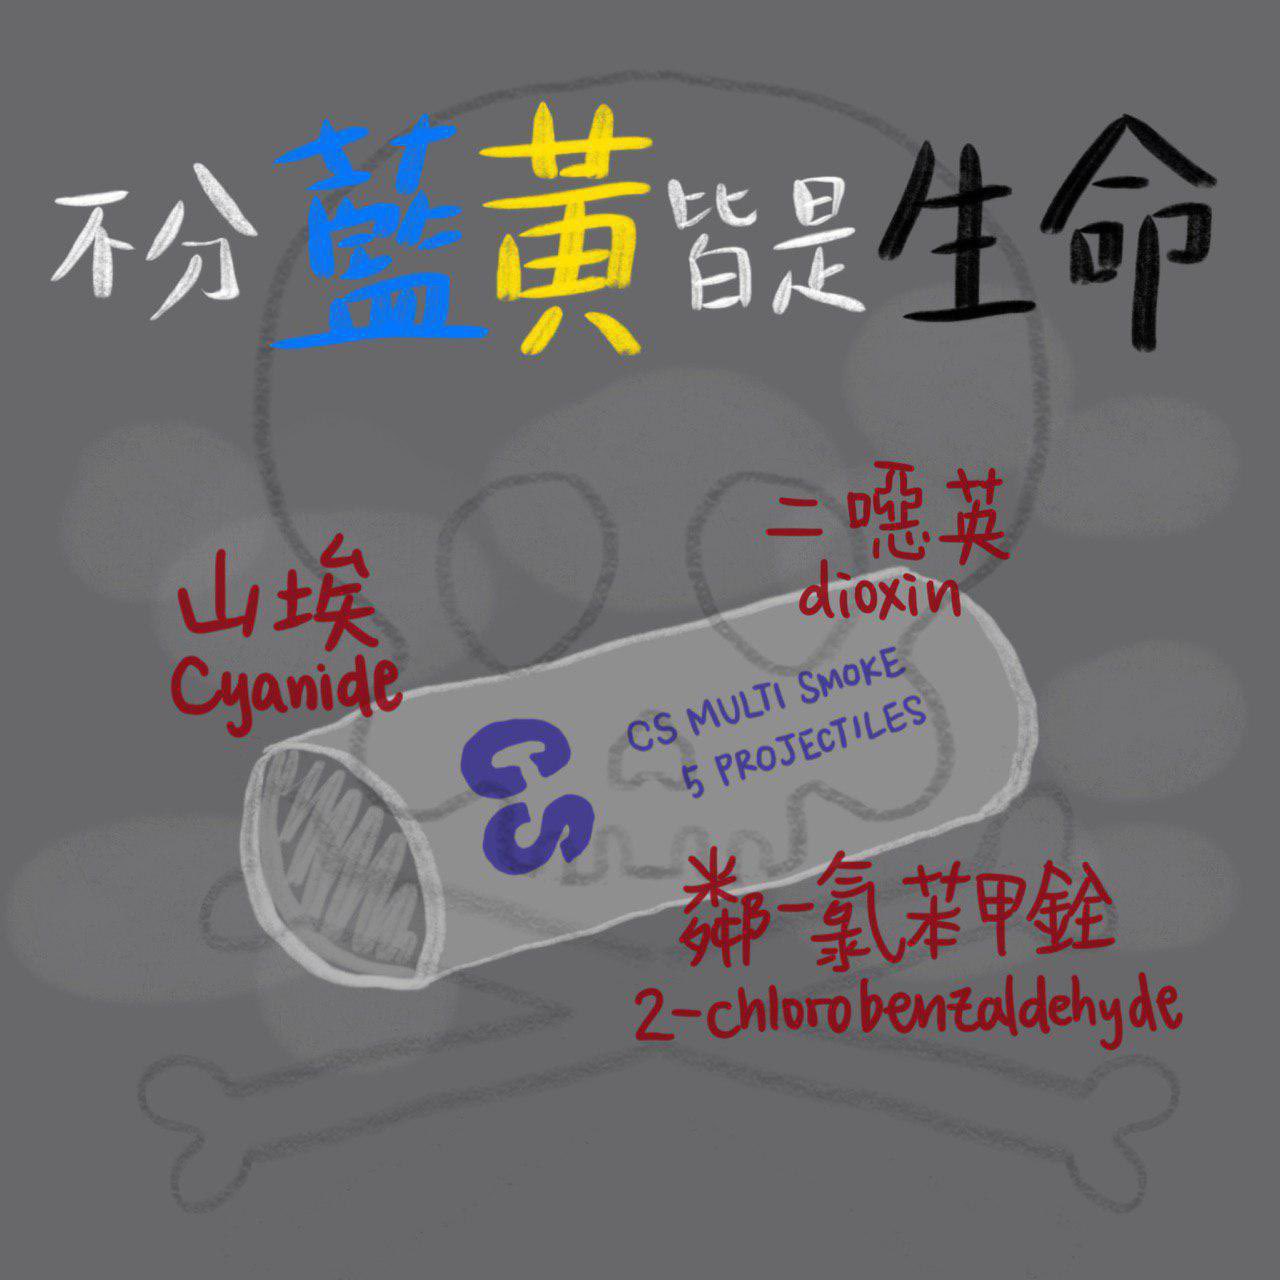 不分藍黃皆是生命
二噁英
dioxin
山埃
Cyanide
CS
CS MULTI SMOKE
5 PROJECTILES
鄰-氯苯甲銓
2-chlorobenzaldehyde